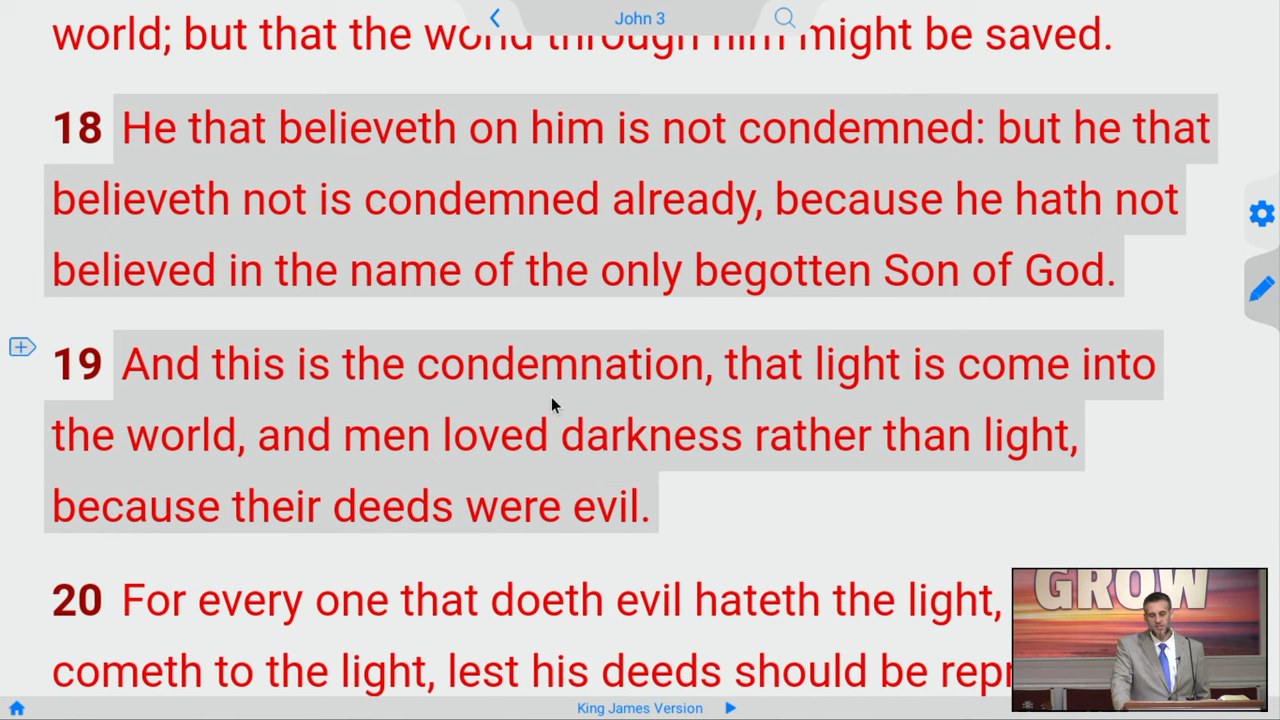 John 3
world; but that the world through him might be saved.
18 He that believeth on him is not condemned: but he that
believeth not is condemned already, because he hath not
believed in the name of the only begotten Son of God.
19 And this is the condemnation, that light is come into
the world, and men loved darkness rather than light,
because their deeds were evil.
20 For every one that doeth evil hateth the light,
cometh to the light, lest his deeds should be repr
GROW
King James Version